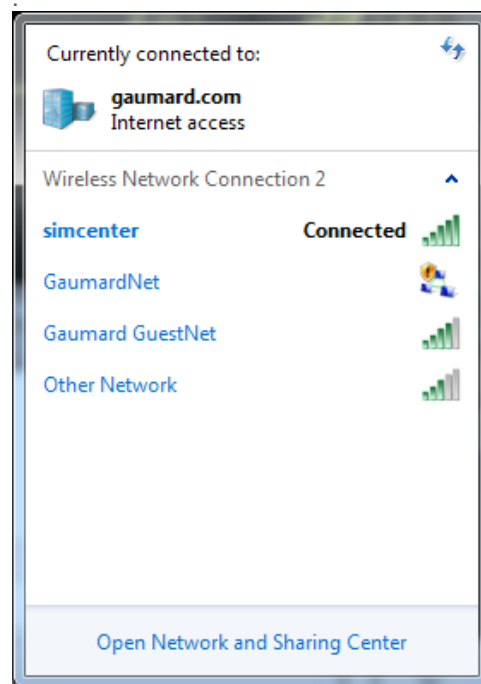 Currently connected to:
gaumard.com
Internet access
Wireless Network Connection 2
simcenter Connected
GaumardNet
Gaumard GuestNet
Other Network
Open Network and Sharing Center